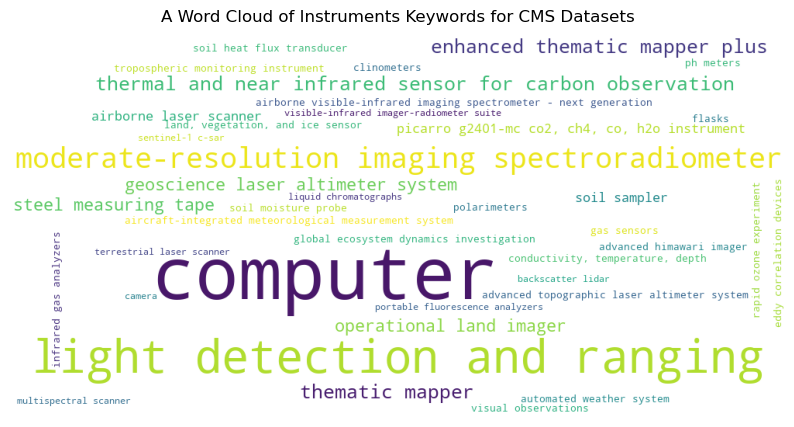 A Word Cloud of Instruments Keywords for CMS Datasets
soil heat flux transducer
enhanced thematic mapper plus
tropospheric monitoring instrument
clinometers
ph meters
thermal and near infrared sensor for carbon observation
airborne visible-infrared imaging spectrometer - next generation
airborne laser scanner
visible-infrared imager-radiometer suite
flasks
land, vegetation, and ice sensor
picarro g2401-mc co2, ch4, co, h2o instrument
sentinel-1 c-sar
moderate-resolution imaging spectroradiometer
geoscience laser altimeter system
liquid chromatographs
soil sampler
steel measuring tape
soil moisture probe
polarimeters
aircraft-integrated meteorological measurement system
gas sensors
rapid ozone experiment
eddy correlation devices
infrared gas analyzers
global ecosystem dynamics investigation
advanced himawari imager
terrestrial laser scanner
conductivity, temperature, depth
computer
backscatter lidar
camera
advanced topographic laser altimeter system
portable fluorescence analyzers
operational land imager
light detection and ranging
thematic mapper
multispectral scanner
automated weather system
visual observations